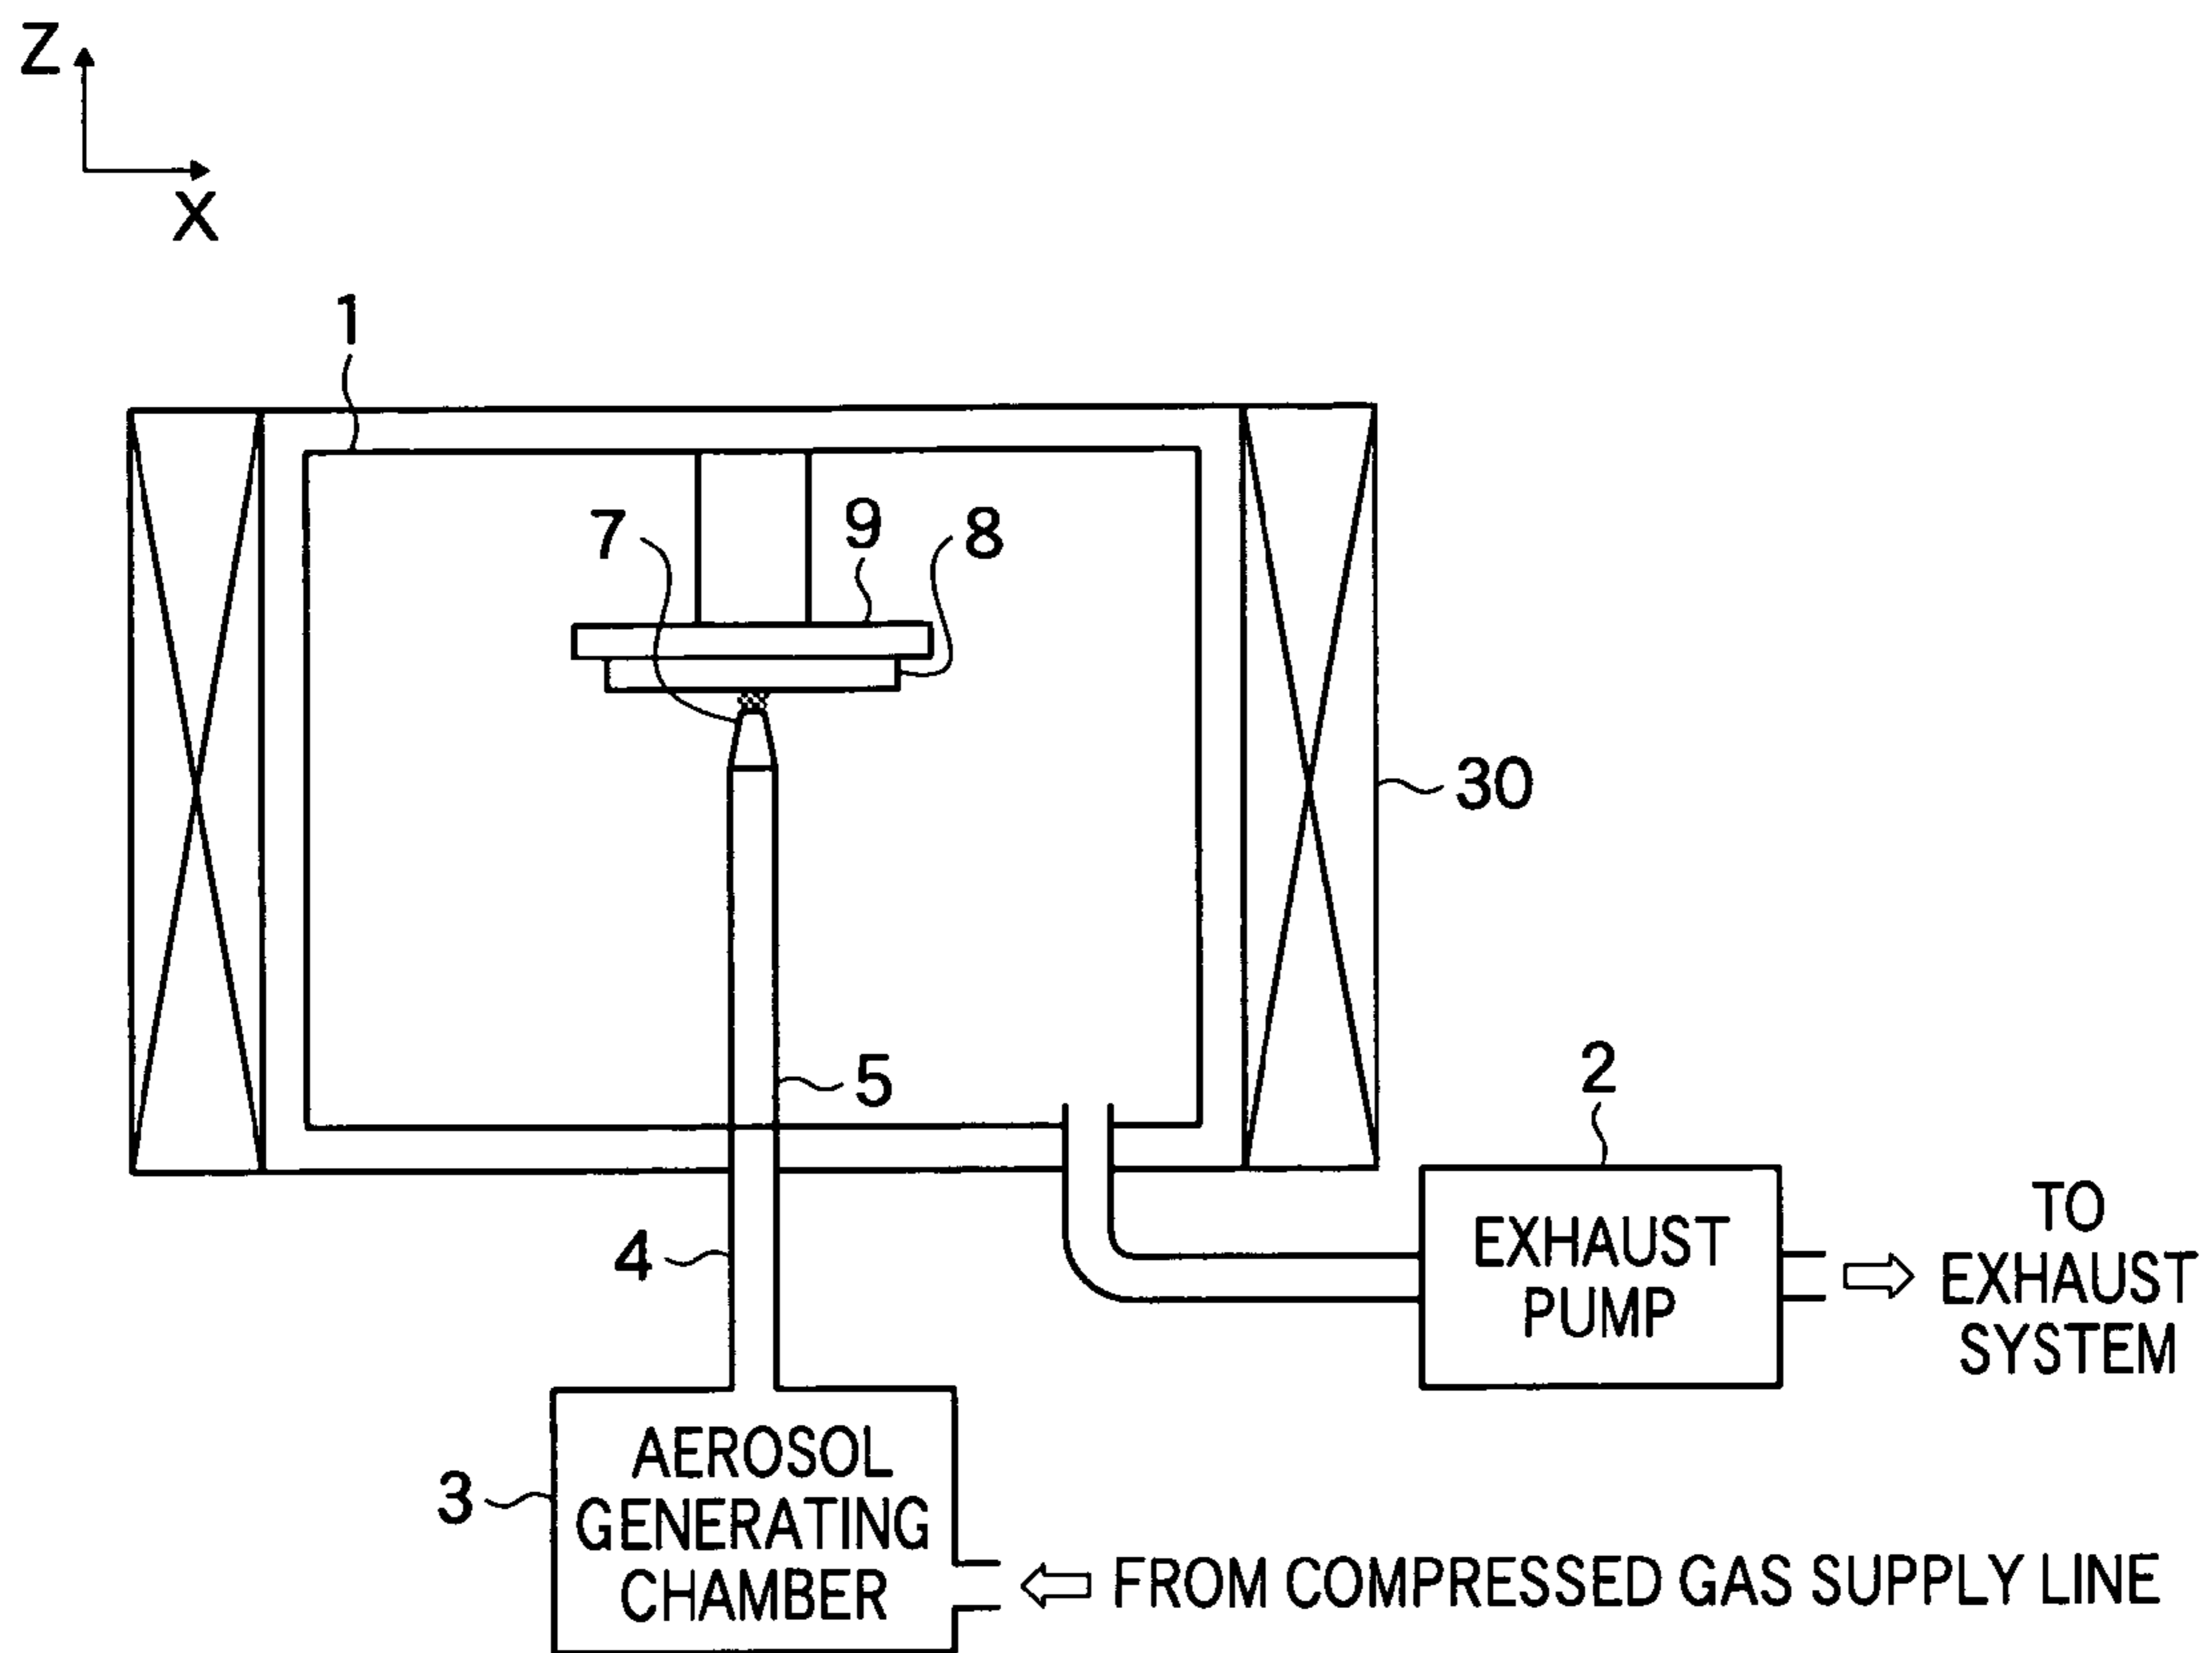 Z
X
1
7
9
8
30
5
2
TO
EXHAUST
SYSTEM
EXHAUST
PUMP
4
AEROSOL
GENERATING
CHAMBER
3
FROM COMPRESSED GAS SUPPLY LINE